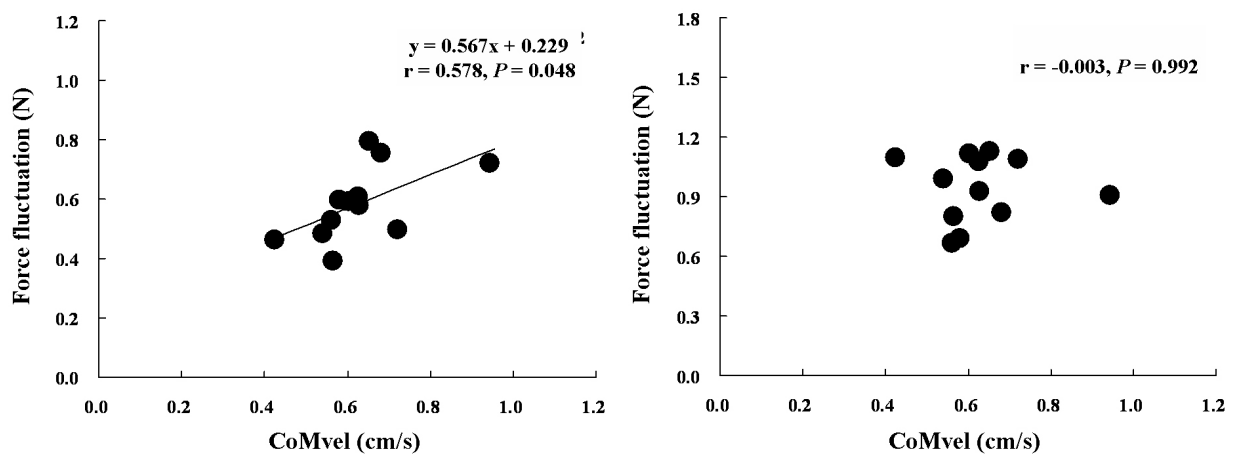 1.2
y = 0.567x + 0.229
r = 0.578, P = 0.048
1.0
0.8
0.6
0.4
0.2
0.0
Force fluctuation (N)
0.0 0.2 0.4 0.6 0.8 1.0 1.2
CoMvel (cm/s)
1.8
r = -0.003, P = 0.992
1.5
1.2
0.9
0.6
0.3
0.0
Force fluctuation (N)
0.0 0.2 0.4 0.6 0.8 1.0 1.2
CoMvel (cm/s)